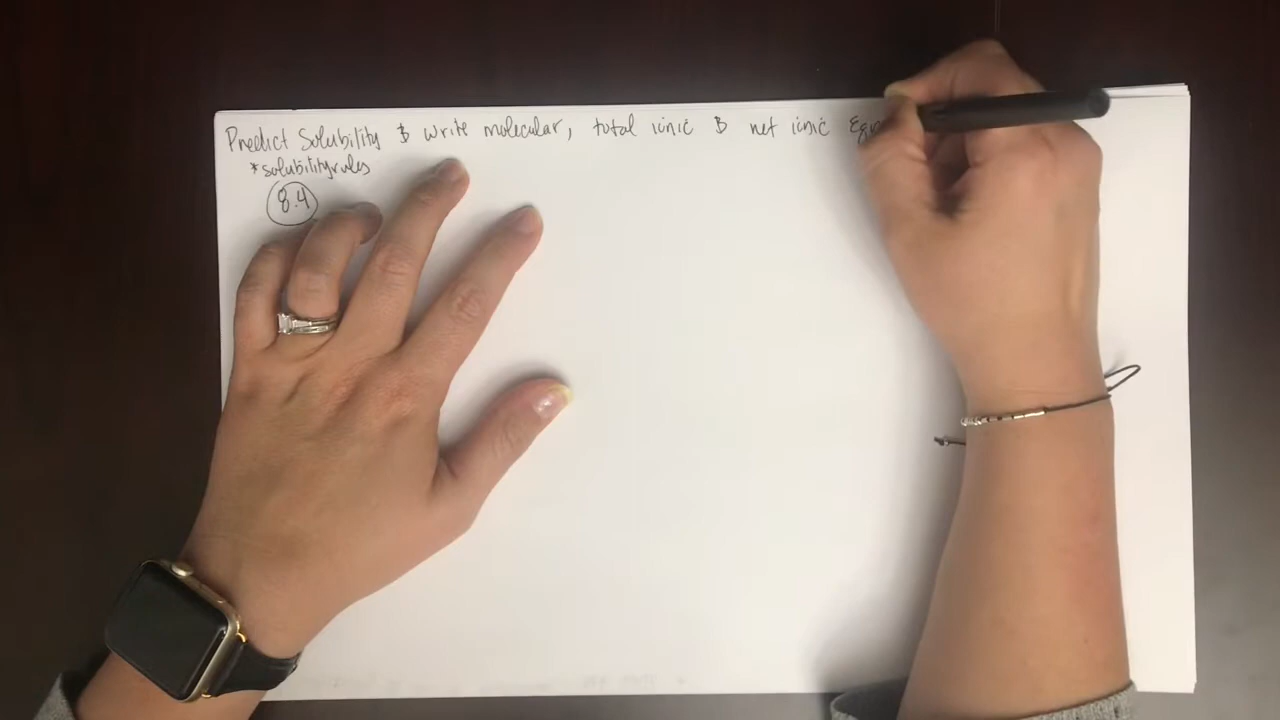 Predict Solubility & write molecular, total ionic & net ionic
*solubility rules
8.4